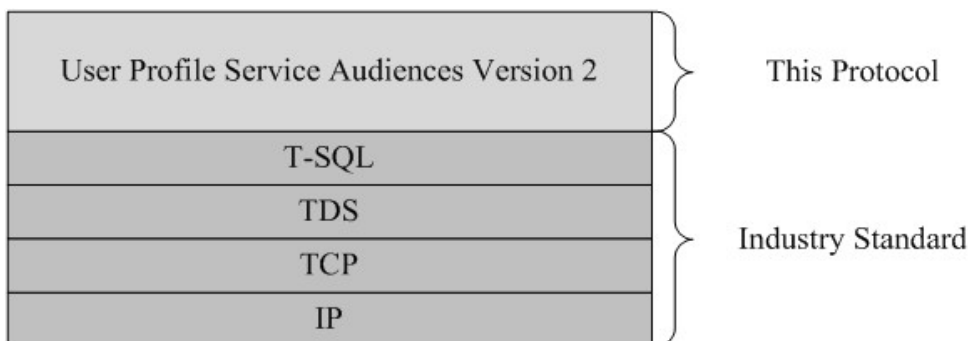 User Profile Service Audiences Version 2
This Protocol
T-SQL
TDS
TCP
IP
Industry Standard